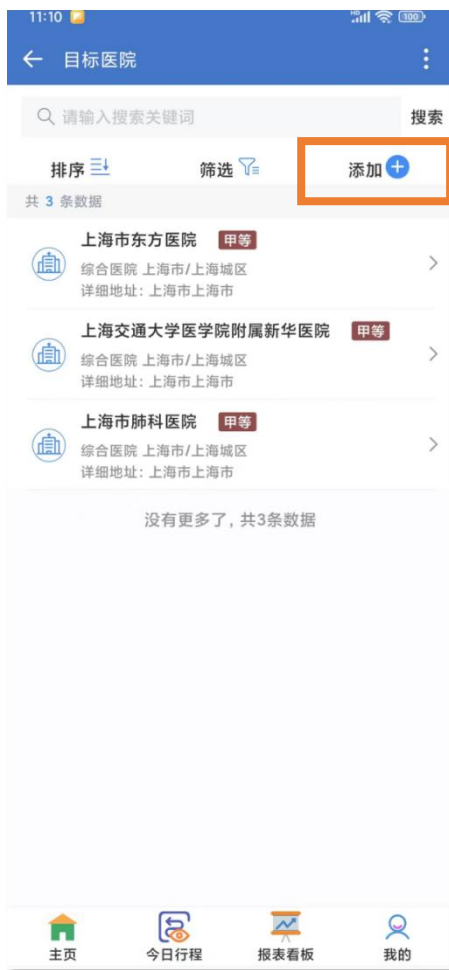 11:10
HD 100
目标医院
请输入搜索关键词 搜索
排序 筛选 添加
共 3 条数据
上海市东方医院 甲等
综合医院 上海市/上海城区
详细地址: 上海市上海市
上海交通大学医学院附属新华医院 甲等
综合医院 上海市/上海城区
详细地址: 上海市上海市
上海市肺科医院 甲等
综合医院 上海市/上海城区
详细地址: 上海市上海市
没有更多了, 共3条数据
主页 今日行程 报表看板 我的